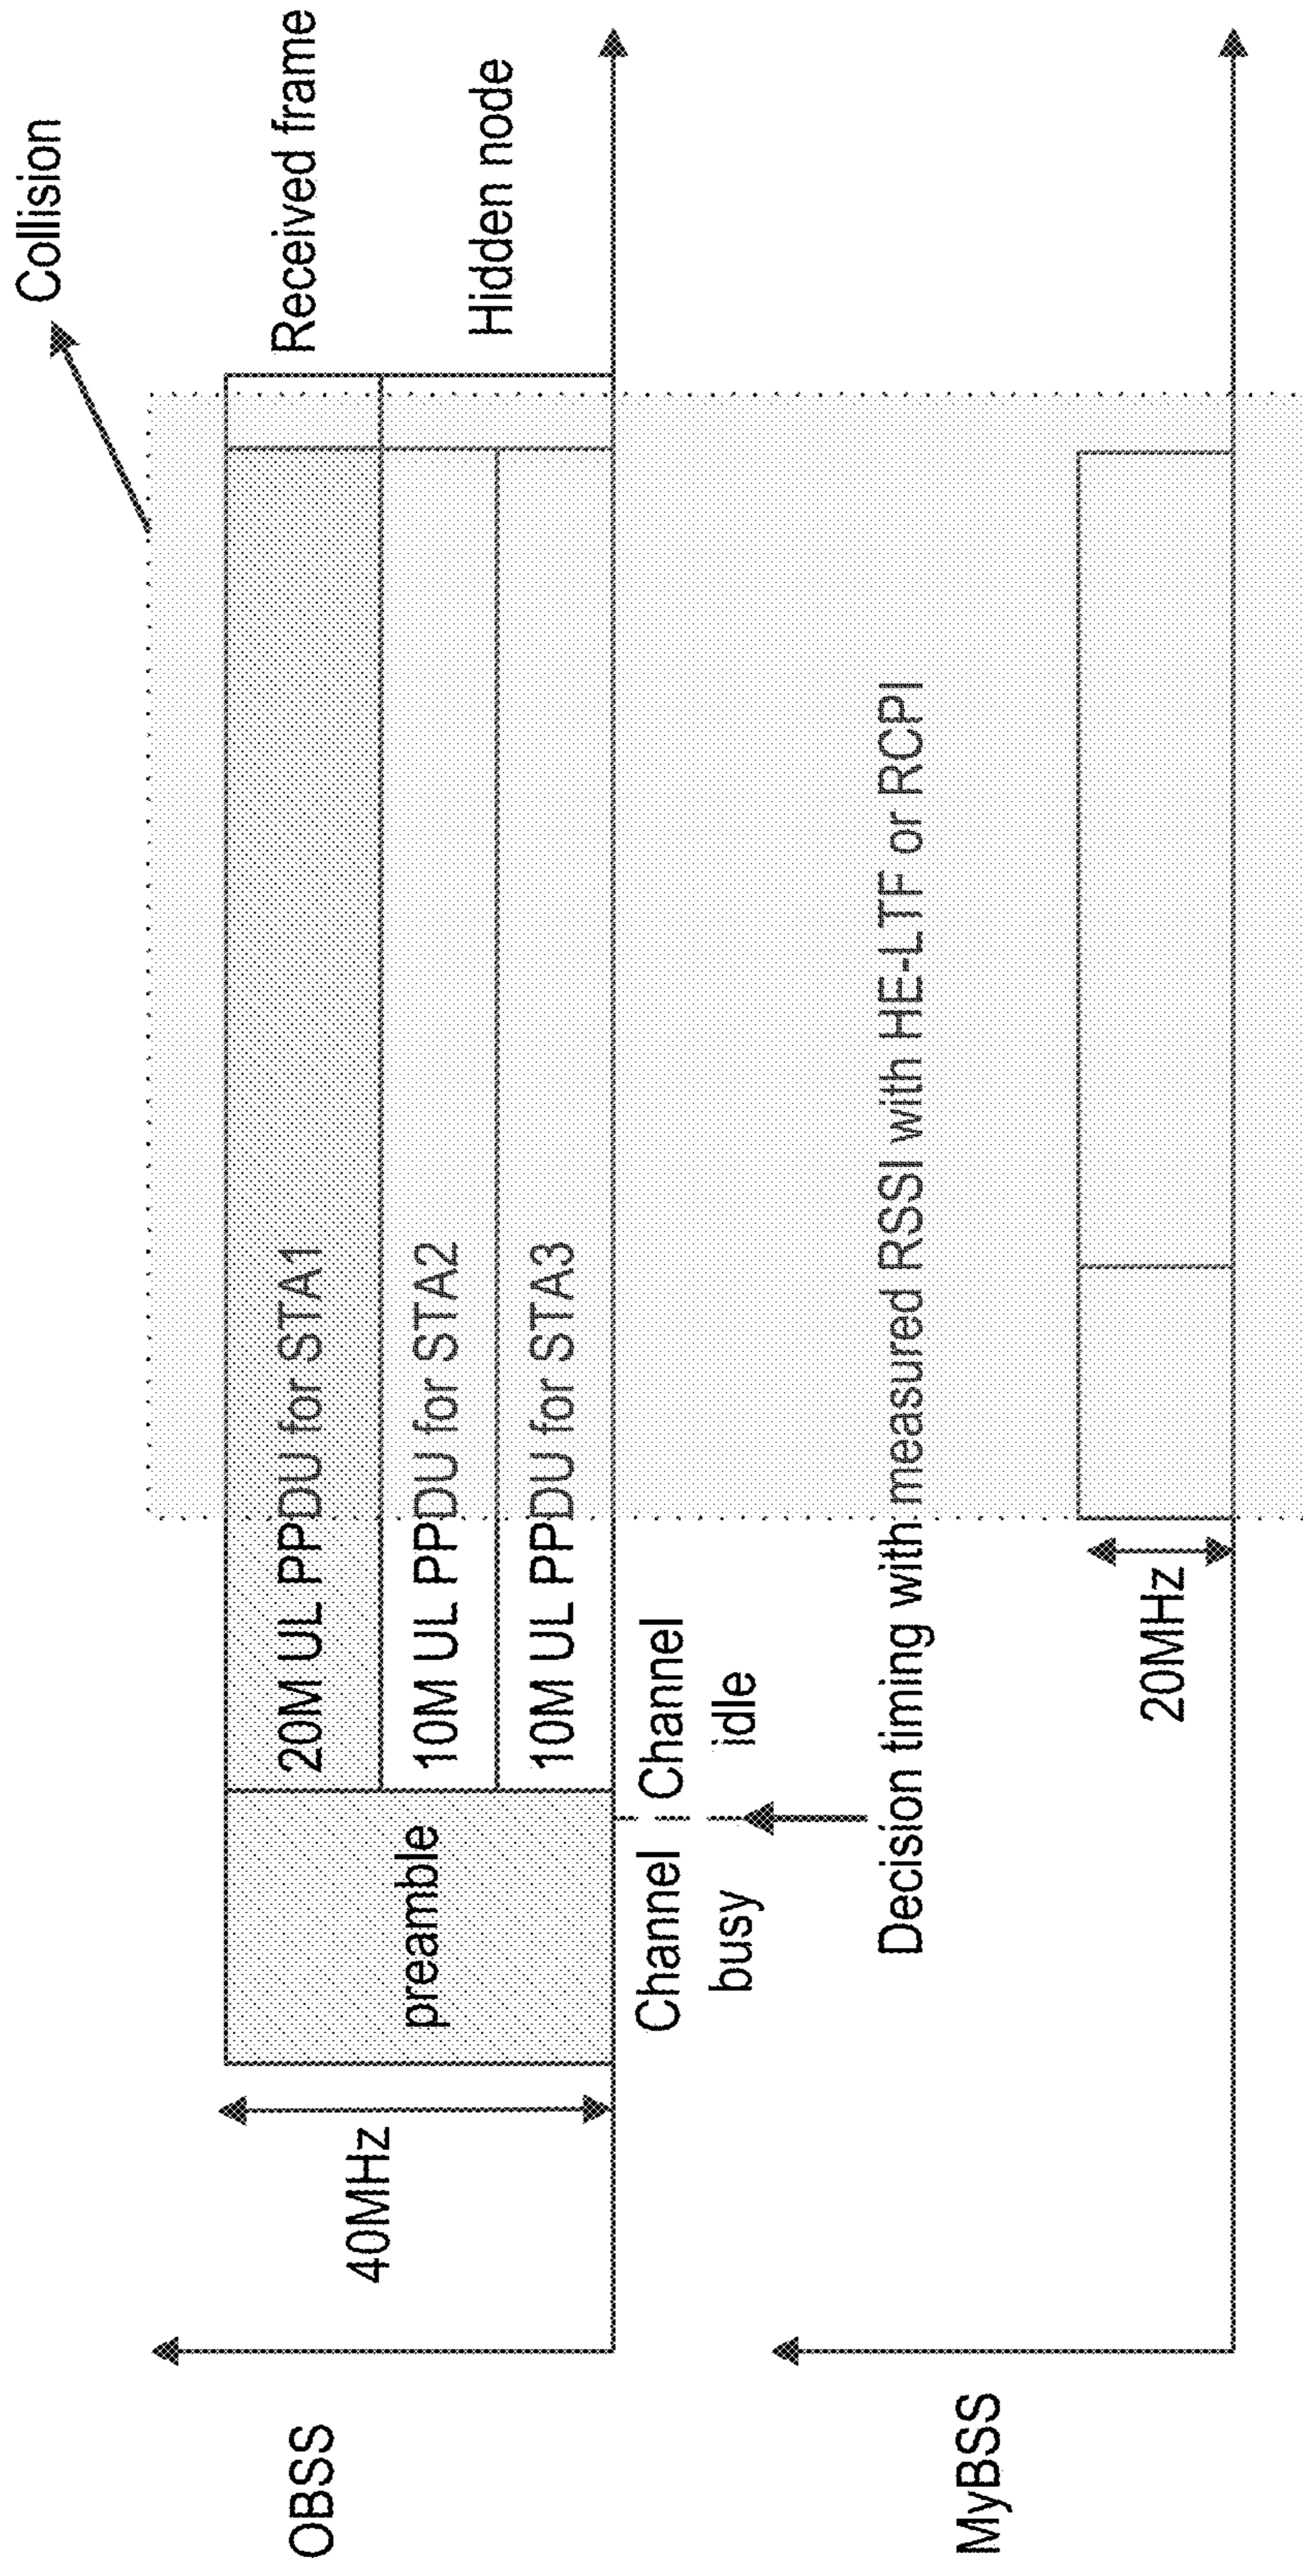 Collision
OBSS
40MHz
preamble
20M UL PPDU for STA1
10M UL PPDU for STA2
10M UL PPDU for STA3
Received frame
Hidden node
Channel
busy
Channel
idle
Decision timing with measured RSSI with HE-LTF or RCPI
MyBSS
20MHz